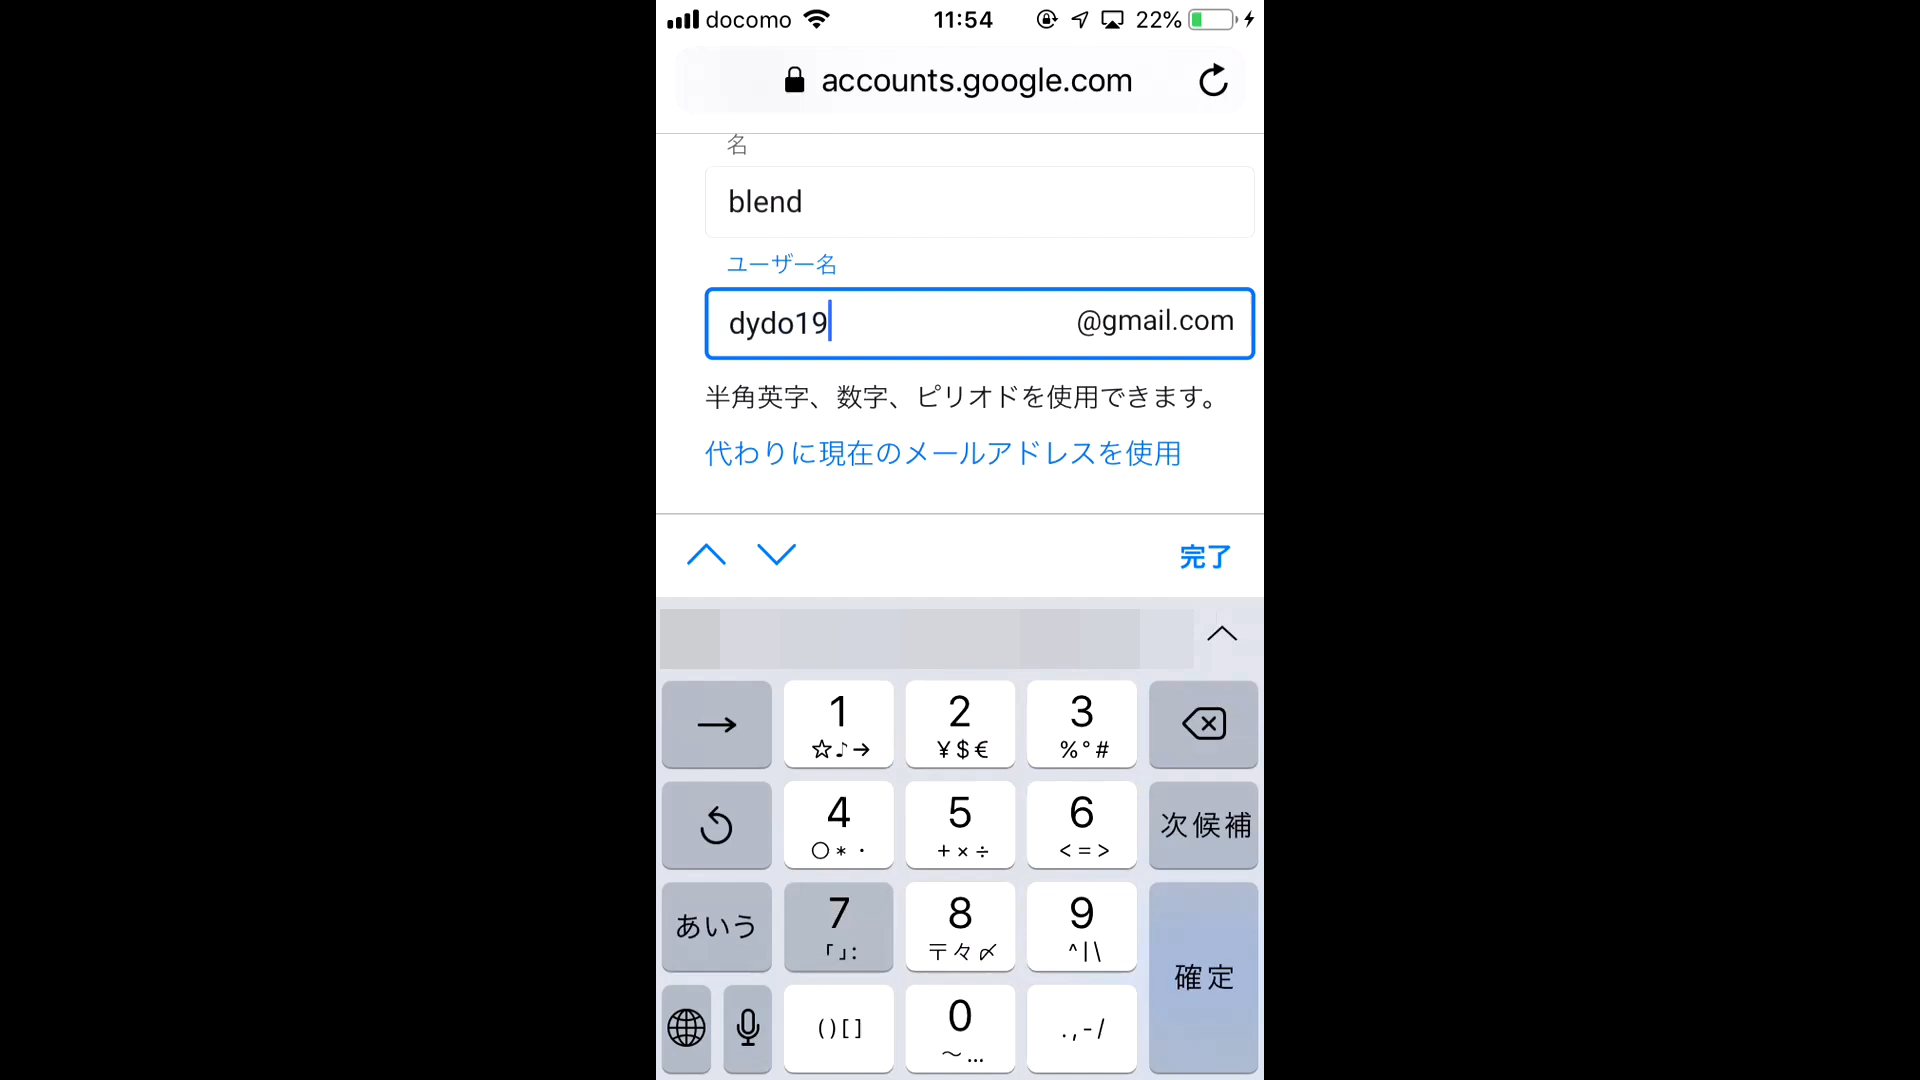 docomo 11:54 22%
accounts.google.com
名
blend
ユーザー名
dydo19 @gmail.com
半角英字、数字、ピリオドを使用できます。
代わりに現在のメールアドレスを使用
完了
→ 1 2 3
☆♪→ ¥$€ %°#
4 5 6 次候補
○*・ +×÷ <=>
あいう 7 8 9
「」: 〒々〆 ^|\
確定
()[] 0 .,-/
〜…